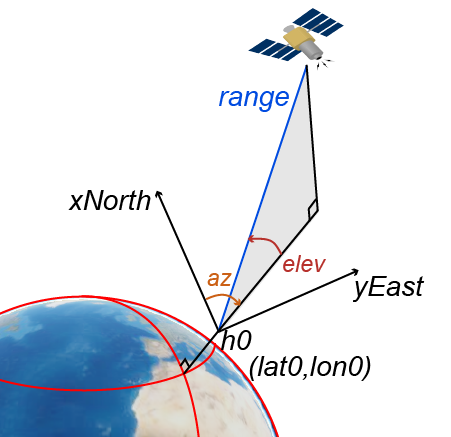 range
xNorth
az
elev
yEast
h0
(lat0,lon0)